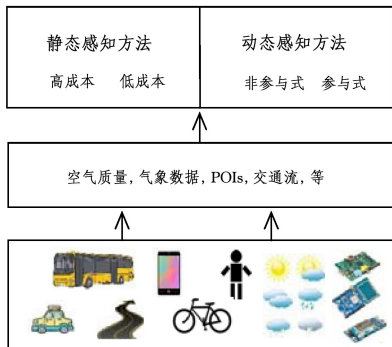 静态感知方法
高成本 低成本
动态感知方法
非参与式 参与式
空气质量, 气象数据, POIs, 交通流, 等